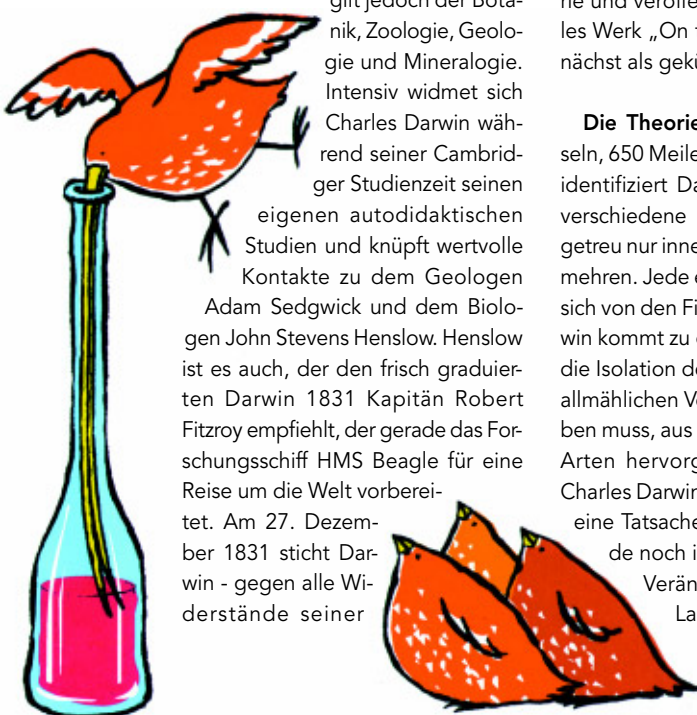 gilt jedoch der Bota-
nik, Zoologie, Geolo-
gie und Mineralogie.
Intensiv widmet sich
Charles Darwin wäh-
rend seiner Cambrid-
ger Studienzeit seinen
eigenen autodidaktischen
Studien und knüpft wertvolle
Kontakte zu dem Geologen
Adam Sedgwick und dem Biolo-
gen John Stevens Henslow. Henslow
ist es auch, der den frisch graduier-
ten Darwin 1831 Kapitän Robert
Fitzroy empfiehlt, der gerade das For-
schungsschiff HMS Beagle für eine
Reise um die Welt vorberei-
tet. Am 27. Dezem-
ber 1831 sticht Dar-
win - gegen alle Wi-
derstände seiner
rie und veröffe
les Werk „On t
nächst als gekü
Die Theorie
seln, 650 Meile
identifiziert Da
verschiedene
getreu nur inne
mehren. Jede e
sich von den Fi
win kommt zu
die Isolation de
allmählichen Ve
ben muss, aus
Arten hervorg
Charles Darwin
eine Tatsache
de noch i
Verän
La